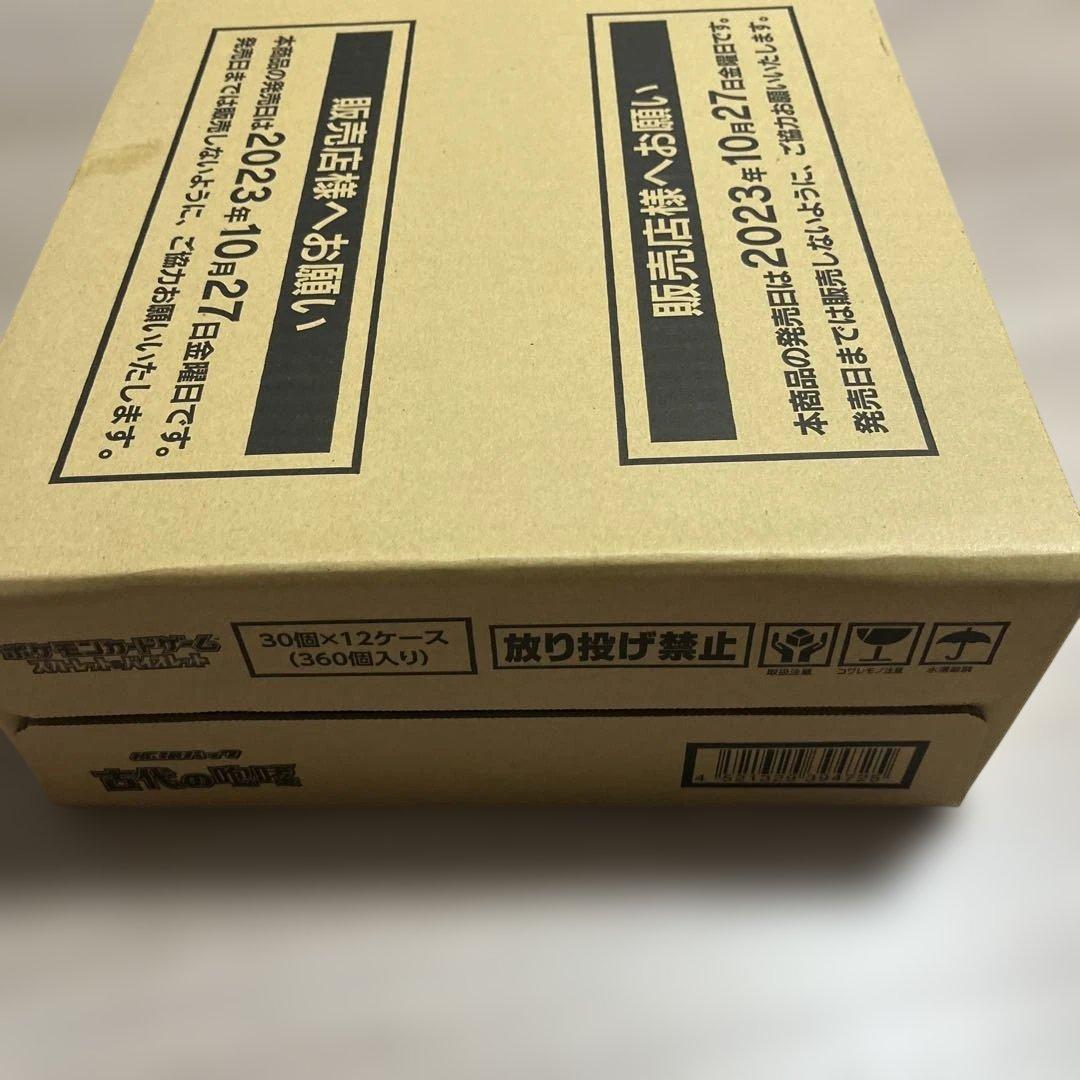 販売店様へお願い
本商品の発売日は2023年10月27日金曜日です。
発売日までは販売しないように、ご協力お願いいたします。
販売店様へお願い
本商品の発売日は2023年10月27日金曜日です。
発売日までは販売しないように、ご協力お願いいたします。
ポケモンカードゲーム
スカーレット&バイオレット
30個×12ケース
(360個入り)
放り投げ禁止
取扱注意
コワレモノ注意
水濡厳禁
拡張パック
古代の咆哮